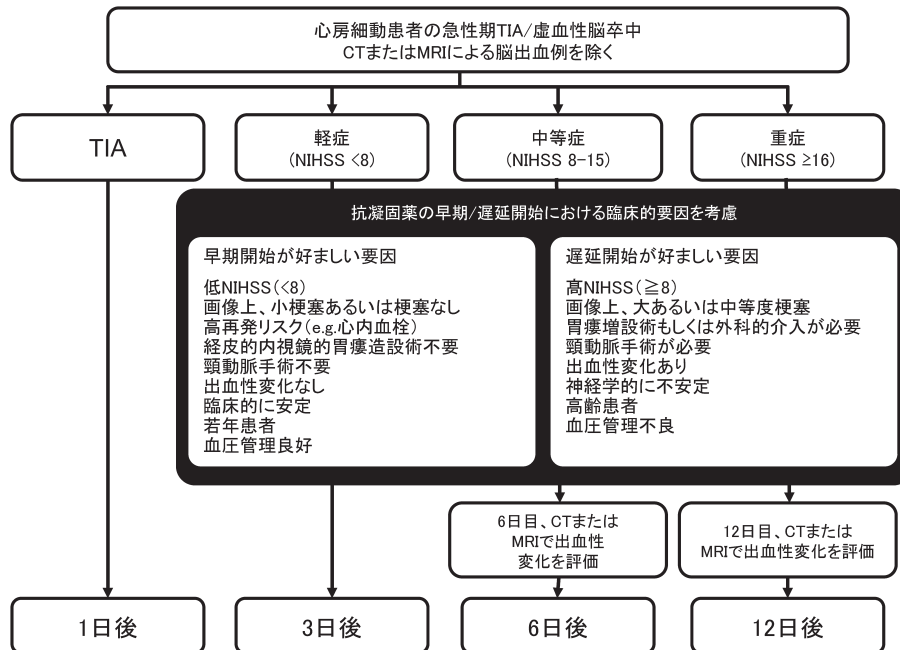 心房細動患者の急性期TIA/虚血性脳卒中
CTまたはMRIによる脳出血例を除く
TIA
軽症
(NIHSS <8)
中等症
(NIHSS 8-15)
重症
(NIHSS ≥16)
抗凝固薬の早期/遅延開始における臨床的要因を考慮
早期開始が好ましい要因
低NIHSS(<8)
画像上、小梗塞あるいは梗塞なし
高再発リスク(e.g.心内血栓)
経皮的内視鏡的胃瘻造設術不要
頸動脈手術不要
出血性変化なし
臨床的に安定
若年患者
血圧管理良好
遅延開始が好ましい要因
髙NIHSS(≧8)
画像上、大あるいは中等度梗塞
胃瘻増設術もしくは外科的介入が必要
頸動脈手術が必要
出血性変化あり
神経学的に不安定
高齢患者
血圧管理不良
6日目、CTまたは
MRIで出血性
変化を評価
12日目、CTまたは
MRIで出血性変化を評価
1日後
3日後
6日後
12日後